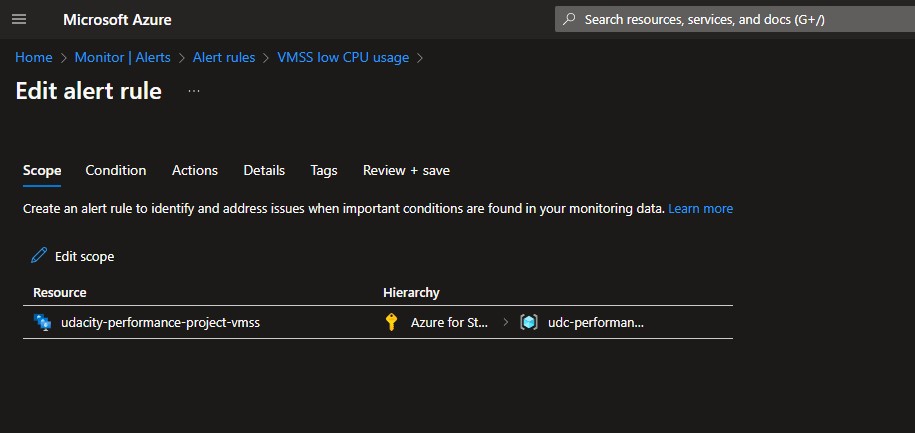 Microsoft Azure
Search resources, services, and docs (G+/)
Home > Monitor | Alerts > Alert rules > VMSS low CPU usage >
Edit alert rule ...
Scope Condition Actions Details Tags Review + save
Create an alert rule to identify and address issues when important conditions are found in your monitoring data. Learn more
Edit scope
Resource Hierarchy
udacity-performance-project-vmss Azure for St... > udc-performan...